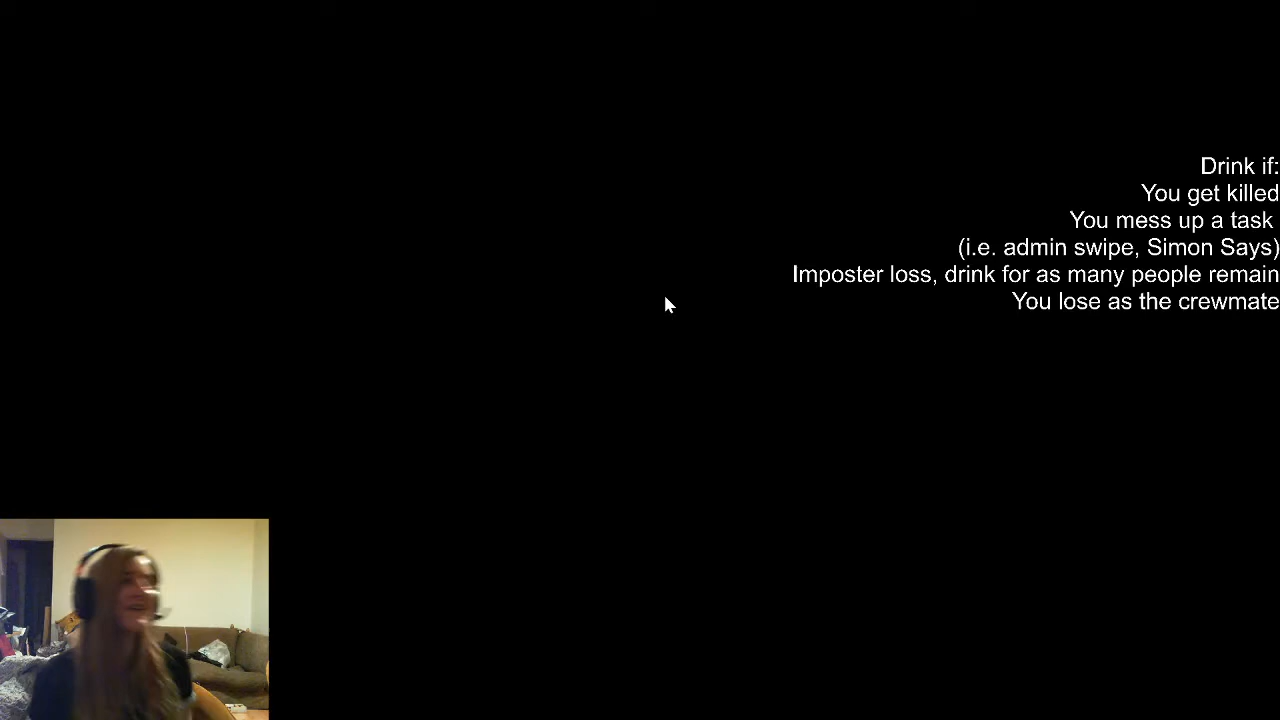 Drink if:
You get killed
You mess up a task
(i.e. admin swipe, Simon Says)
Imposter loss, drink for as many people remain
You lose as the crewmate